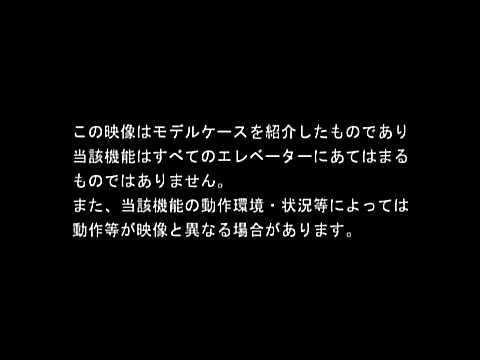 この映像はモデルケースを紹介したものであり
当該機能はすべてのエレベーターにあてはまる
ものではありません。
また、当該機能の動作環境・状況等によっては
動作等が映像と異なる場合があります。